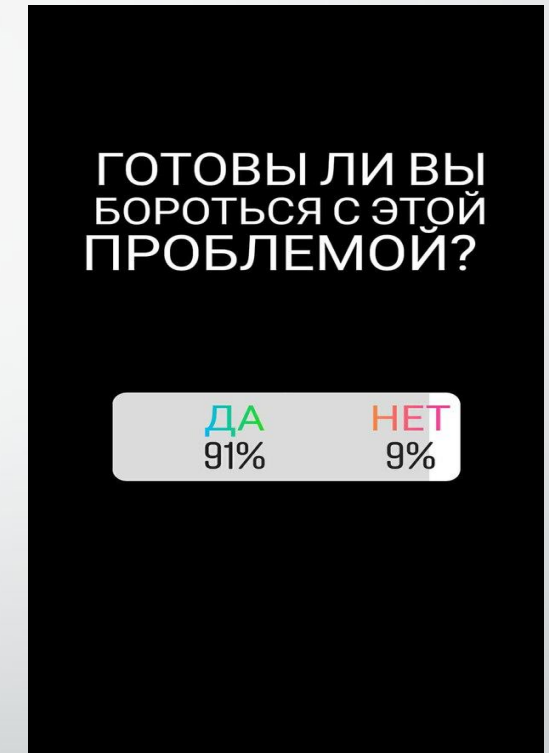 ГОТОВЫ ЛИ ВЫ
БОРОТЬСЯ С ЭТОЙ
ПРОБЛЕМОЙ?
ДА НЕТ
91% 9%